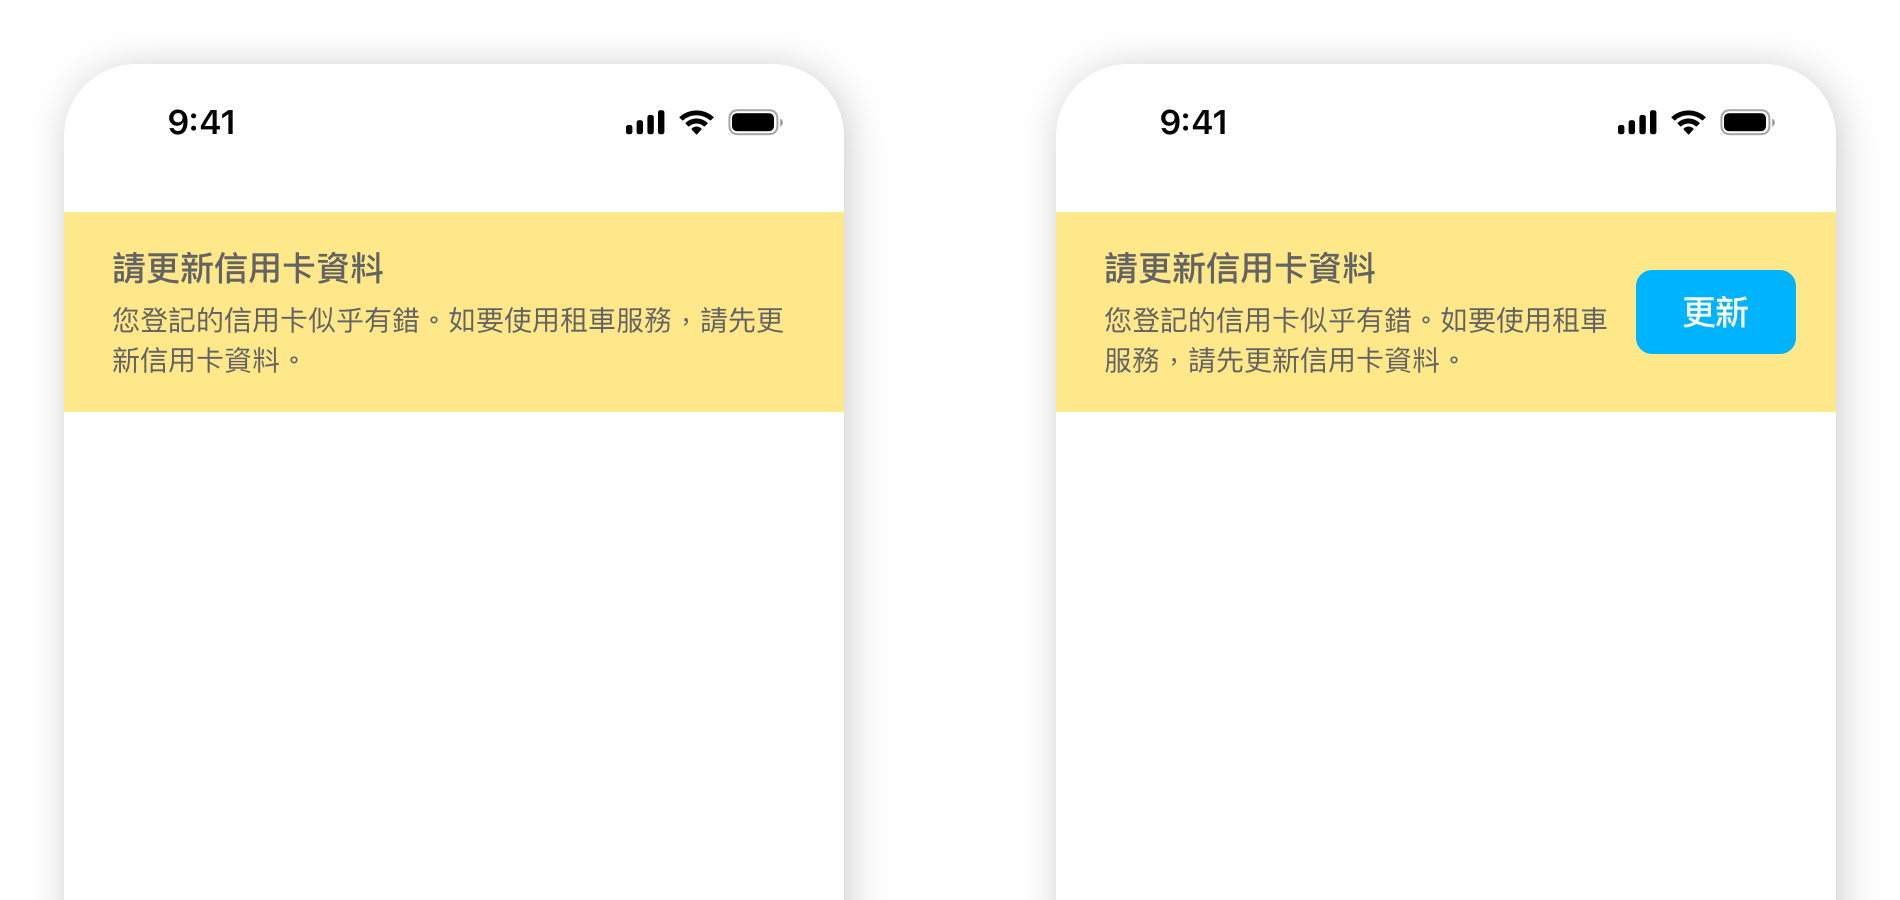 9:41
請更新信用卡資料
您登記的信用卡似乎有錯。如要使用租車服務，請先更
新信用卡資料。
9:41
請更新信用卡資料
您登記的信用卡似乎有錯。如要使用租車
服務，請先更新信用卡資料。
更新